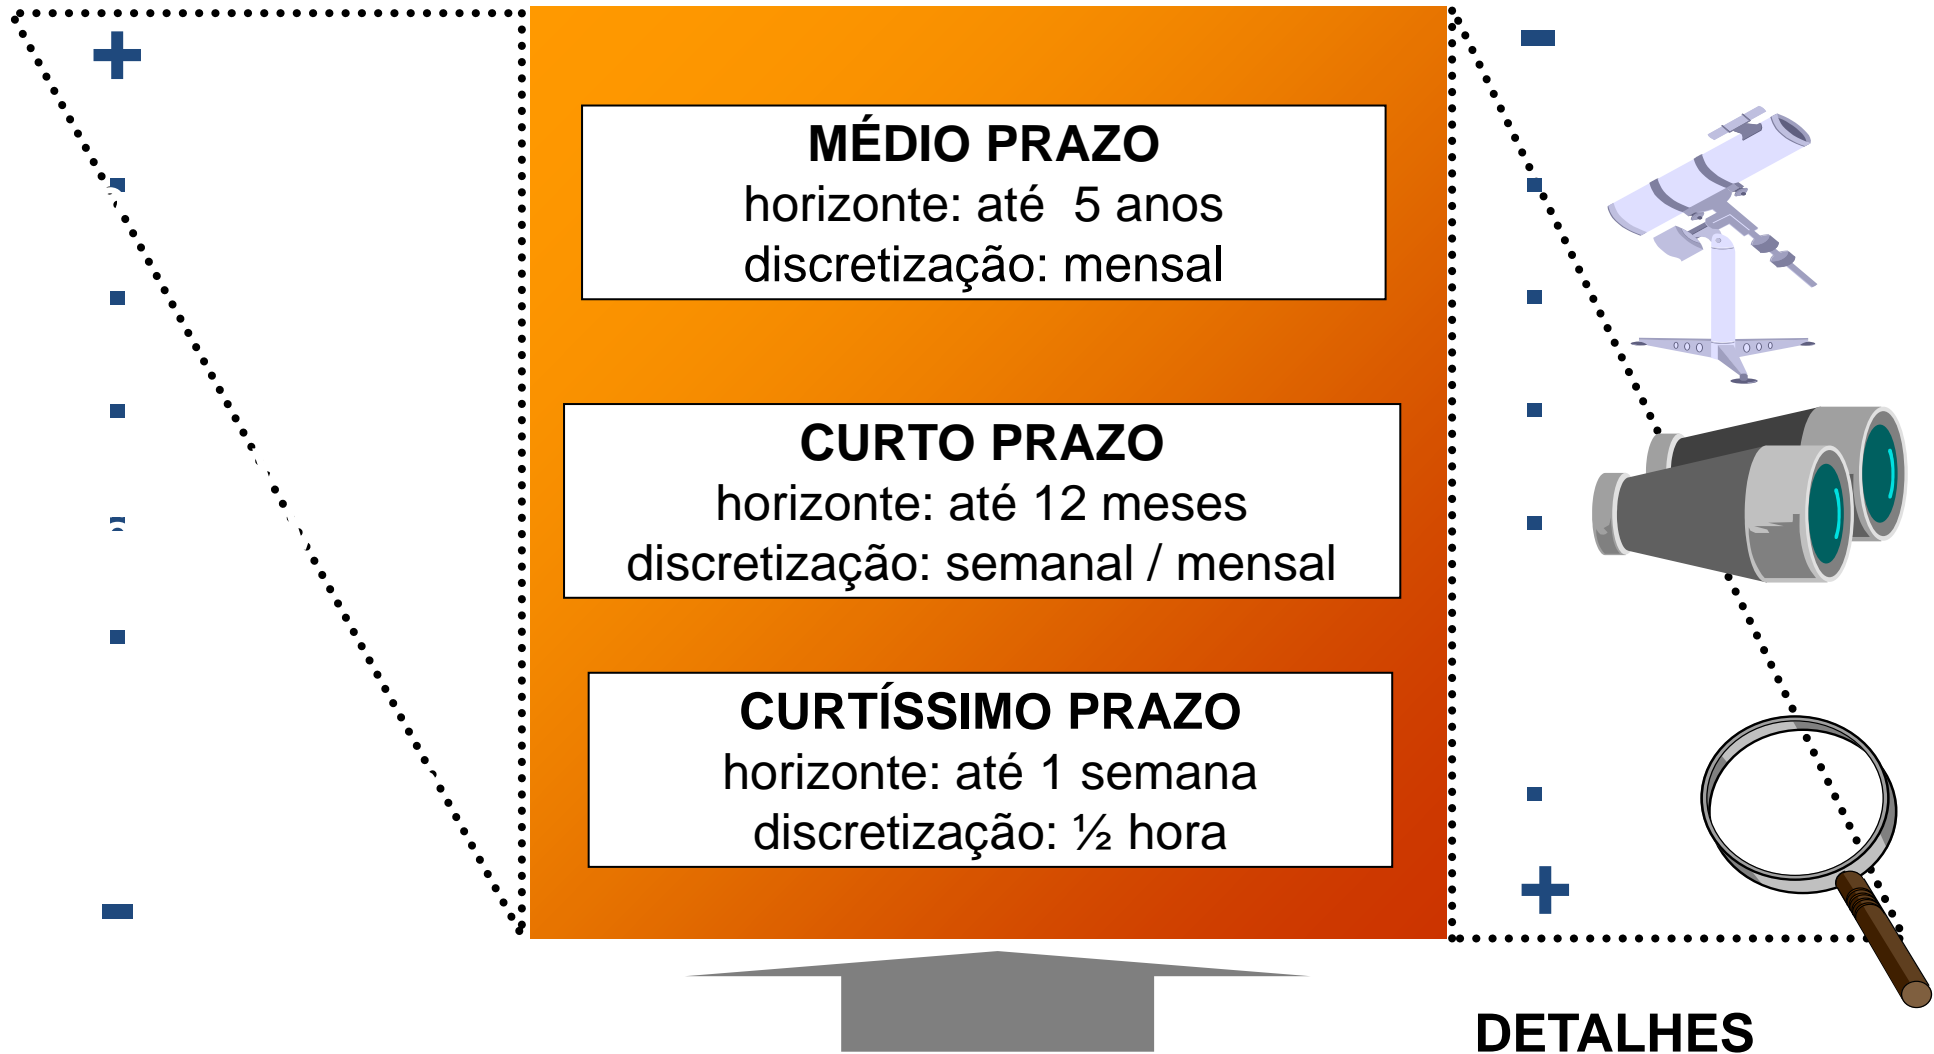 +
-
MÉDIO PRAZO
horizonte: até 5 anos
discretização: mensal
CURTO PRAZO
horizonte: até 12 meses
discretização: semanal / mensal
CURTÍSSIMO PRAZO
horizonte: até 1 semana
discretização: ½ hora
-
+
DETALHES